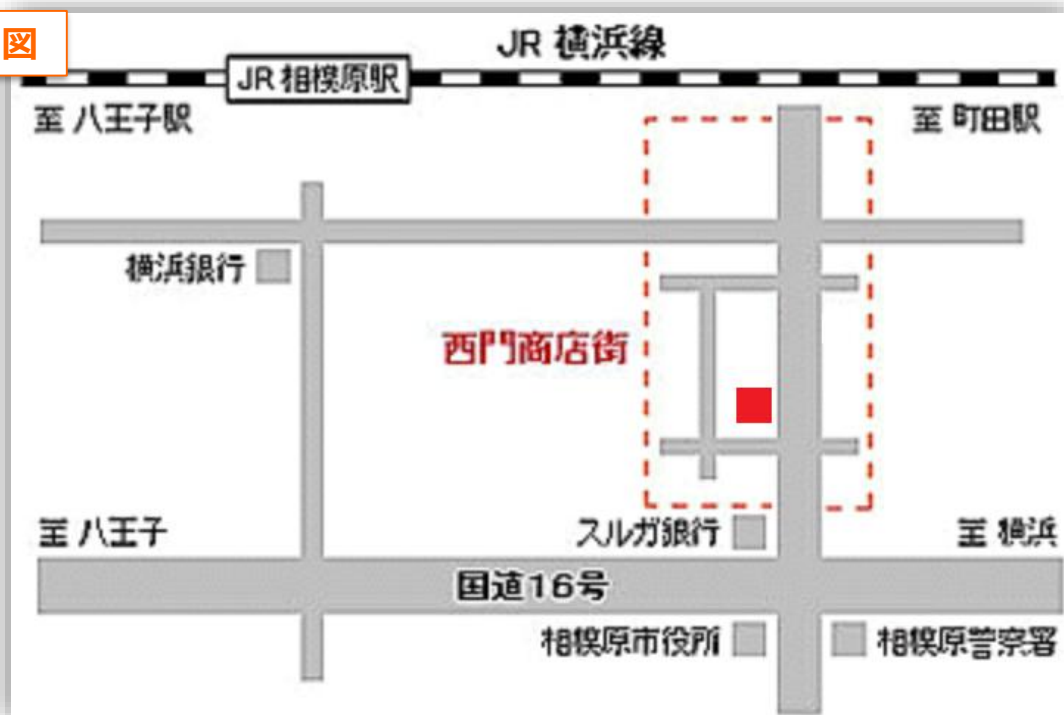 図
JR 横浜線
JR 相模原駅
至 八王子駅
至 町田駅
横浜銀行
西門商店街
スルガ銀行
至 八王子
至 横浜
国道16号
相模原市役所
相模原警察署